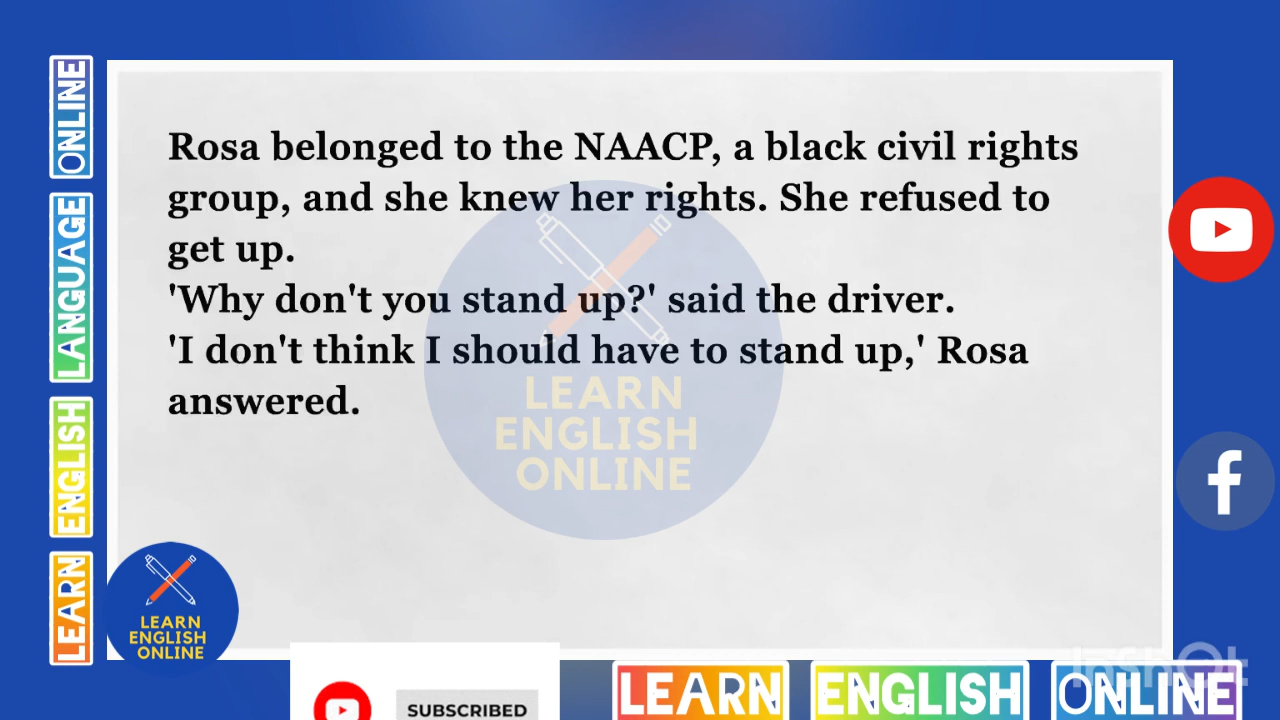 Rosa belonged to the NAACP, a black civil rights
group, and she knew her rights. She refused to
get up.
'Why don't you stand up?' said the driver.
'I don't think I should have to stand up,' Rosa
answered.
LEARN
ENGLISH
ONLINE
LEARN ENGLISH LANGUAGE ONLINE
LEARN
ENGLISH
ONLINE
SUBSCRIBED
LEARN ENGLISH ONLINE
InShOt